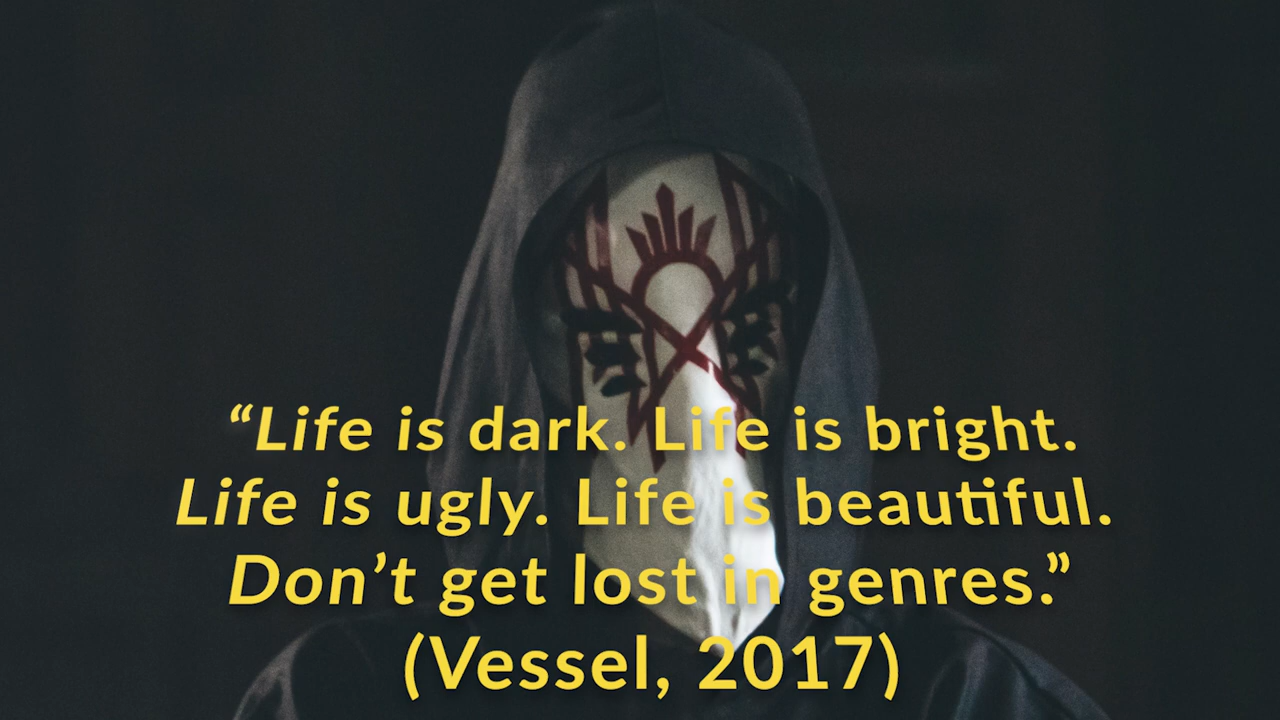 “Life is dark. Life is bright.
Life is ugly. Life is beautiful.
Don’t get lost in genres.”
(Vessel, 2017)